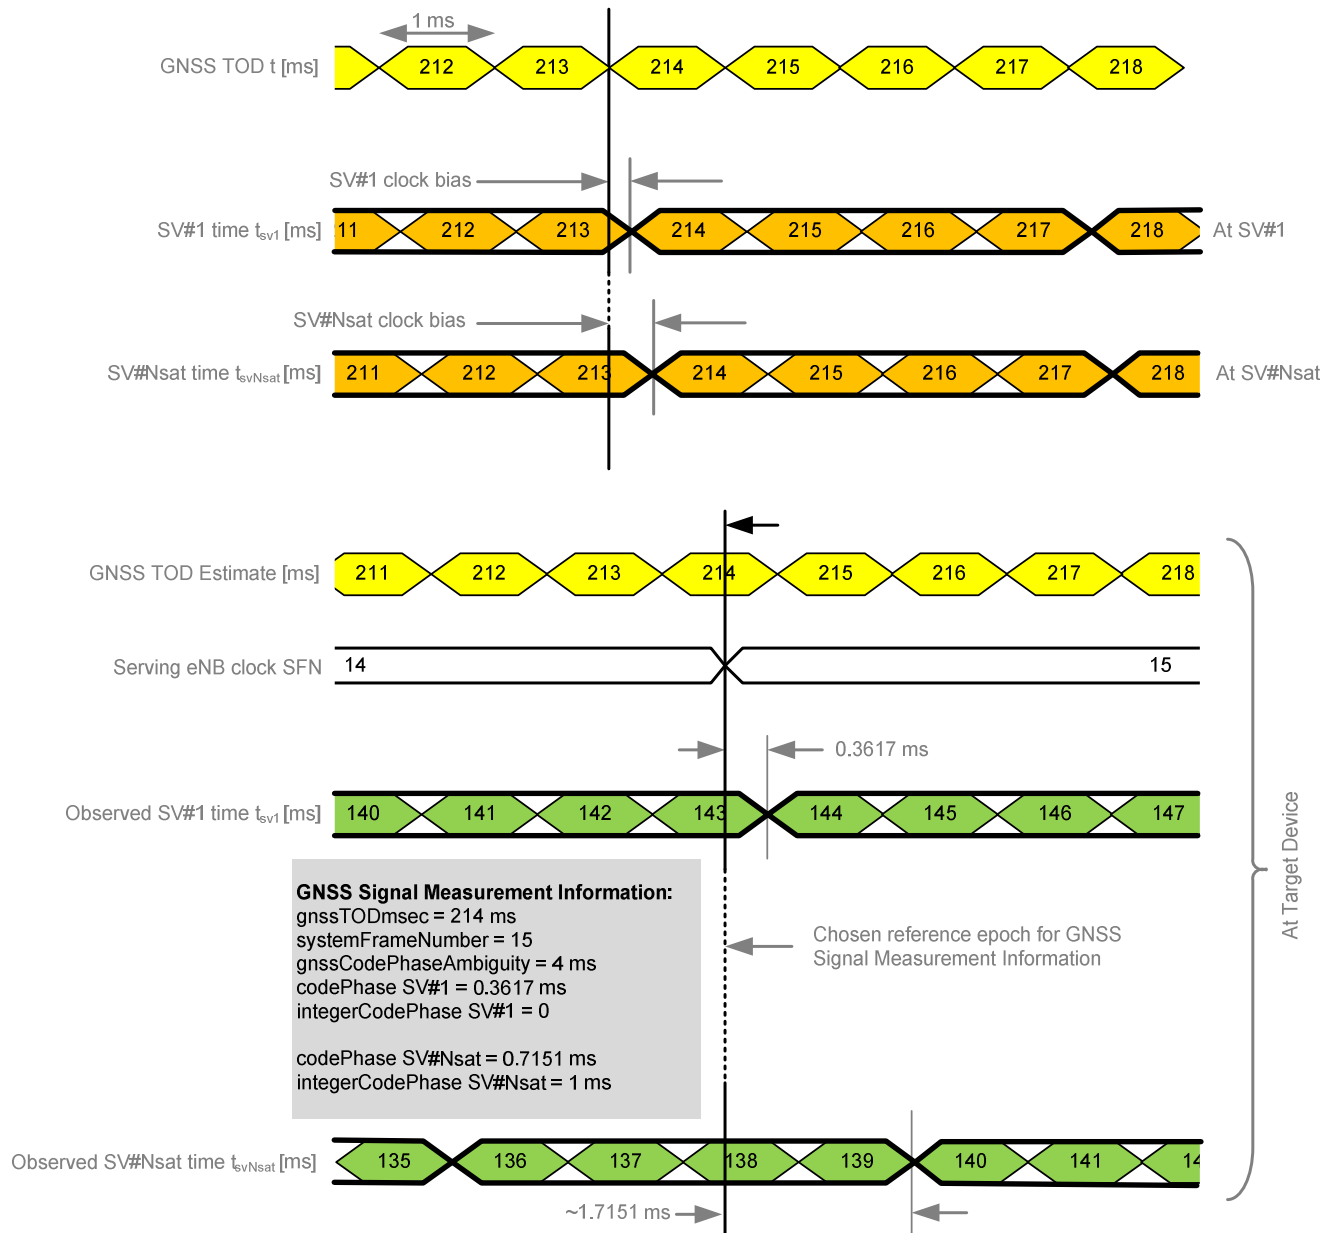 1 ms
GNSS TOD t [ms] 212 213 214 215 216 217 218
SV#1 clock bias
SV#1 time tsv1 [ms] 11 212 213 214 215 216 217 218 At SV#1
SV#Nsat clock bias
SV#Nsat time tsvNsat [ms] 211 212 213 214 215 216 217 218 At SV#Nsat
GNSS TOD Estimate [ms] 211 212 213 214 215 216 217 218
Serving eNB clock SFN 14 15
0.3617 ms
Observed SV#1 time tsv1 [ms] 140 141 142 143 144 145 146 147
At Target Device
GNSS Signal Measurement Information:
gnssTODmsec = 214 ms
systemFrameNumber = 15
gnssCodePhaseAmbiguity = 4 ms
codePhase SV#1 = 0.3617 ms
integerCodePhase SV#1 = 0
codePhase SV#Nsat = 0.7151 ms
integerCodePhase SV#Nsat = 1 ms
Chosen reference epoch for GNSS
Signal Measurement Information
Observed SV#Nsat time tsvNsat [ms] 135 136 137 138 139 140 141 14
~1.7151 ms